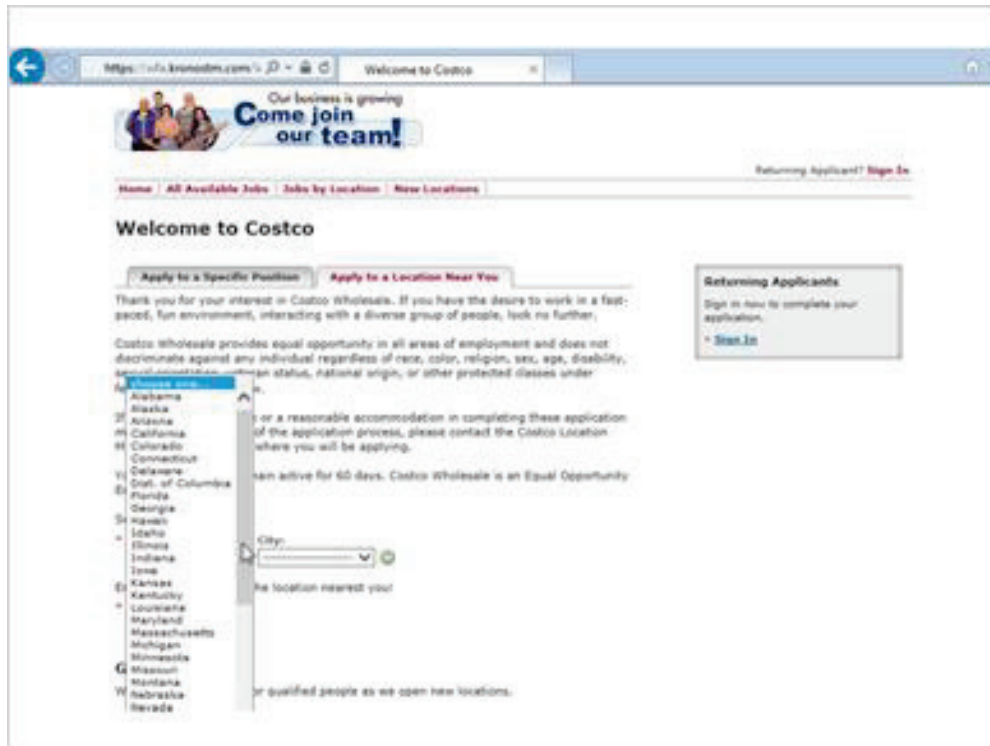 Welcome to Costco
Our business is growing
Come join
our team!
Returning Applicant? Sign In
Home | All Available Jobs | Jobs by Location | New Locations
Welcome to Costco
Apply to a Specific Position
Apply to a Location Near You
Thank you for your interest in Costco Wholesale. If you have the desire to work in a fast-
paced, fun environment, interacting with a diverse group of people, look no further.
Costco Wholesale provides equal opportunity in all areas of employment and does not
discriminate against any individual regardless of race, color, religion, sex, age, disability,
status, national origin, or other protected classes under
or a reasonable accommodation in completing these application
of the application process, please contact the Costco Location
where you will be applying.
active for 60 days. Costco Wholesale is an Equal Opportunity
City:
he location nearest you!
or qualified people as we open new locations.
choose one...
Alabama
Alaska
Arizona
California
Colorado
Connecticut
Delaware
Dist. of Columbia
Florida
Georgia
Hawaii
Idaho
Illinois
Indiana
Iowa
Kansas
Kentucky
Louisiana
Maryland
Massachusetts
Michigan
Minnesota
Missouri
Montana
Nebraska
Nevada
Returning Applicants
Sign in now to complete your
application.
Sign In